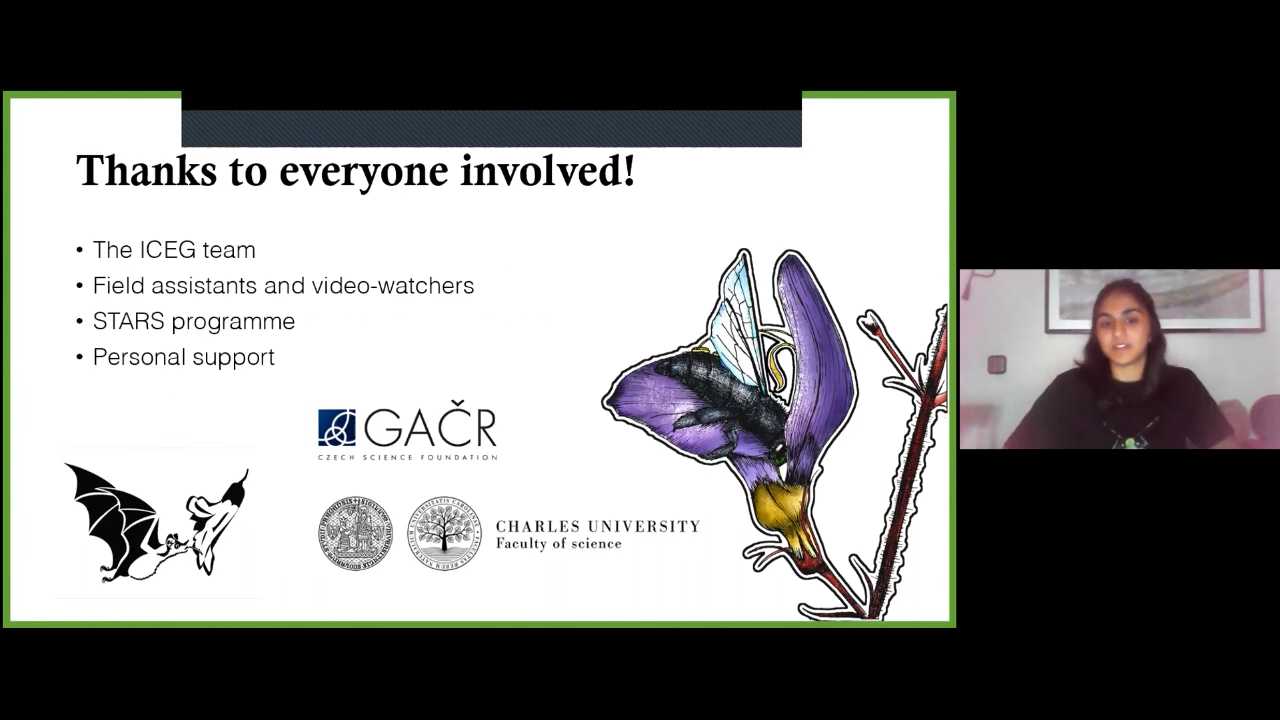 Thanks to everyone involved!
• The ICEG team
• Field assistants and video-watchers
• STARS programme
• Personal support
GAČR
CZECH SCIENCE FOUNDATION
CHARLES UNIVERSITY
Faculty of science